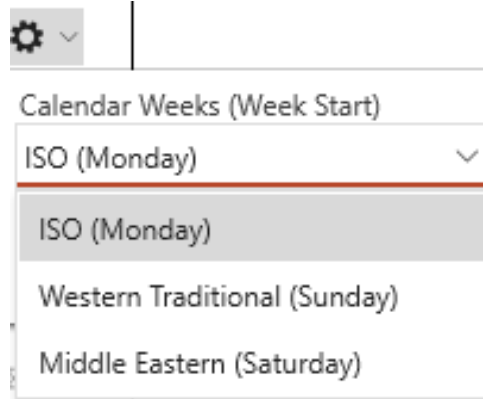 Calendar Weeks (Week Start)
ISO (Monday)
ISO (Monday)
Western Traditional (Sunday)
Middle Eastern (Saturday)